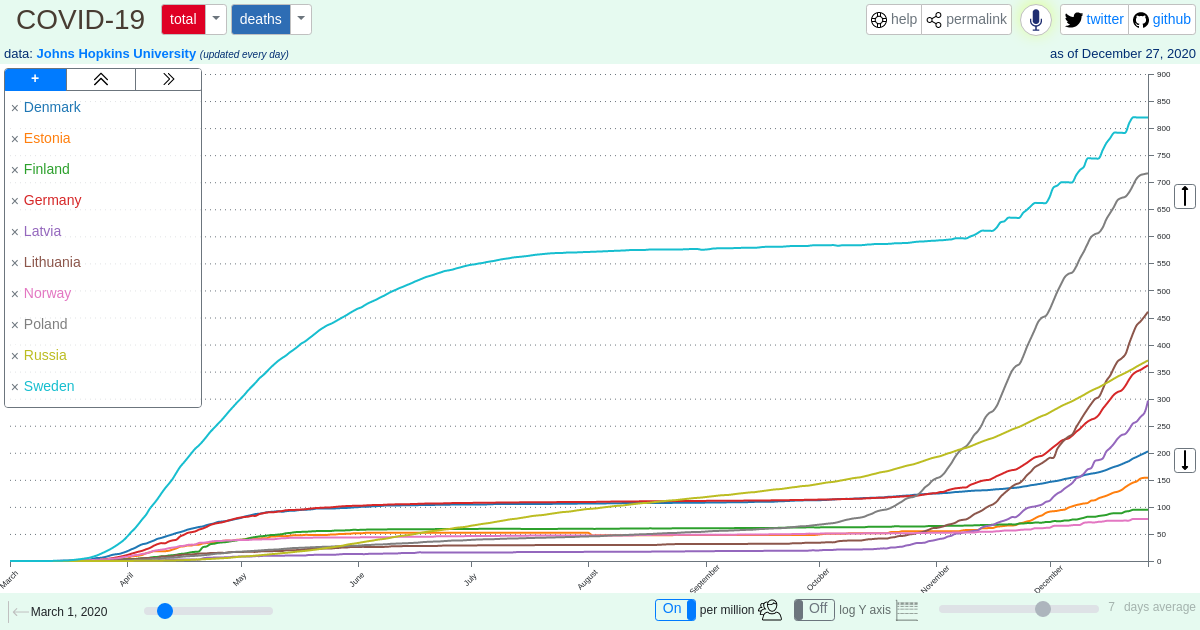 COVID-19 total deaths help permalink twitter github
data: Johns Hopkins University (updated every day) as of December 27, 2020
+
× Denmark
× Estonia
× Finland
× Germany
× Latvia
× Lithuania
× Norway
× Poland
× Russia
× Sweden
900
850
800
750
700
650
600
550
500
450
400
350
300
250
200
150
100
50
0
March April May June July August September October November December
March 1, 2020 On per million Off log Y axis 7 days average